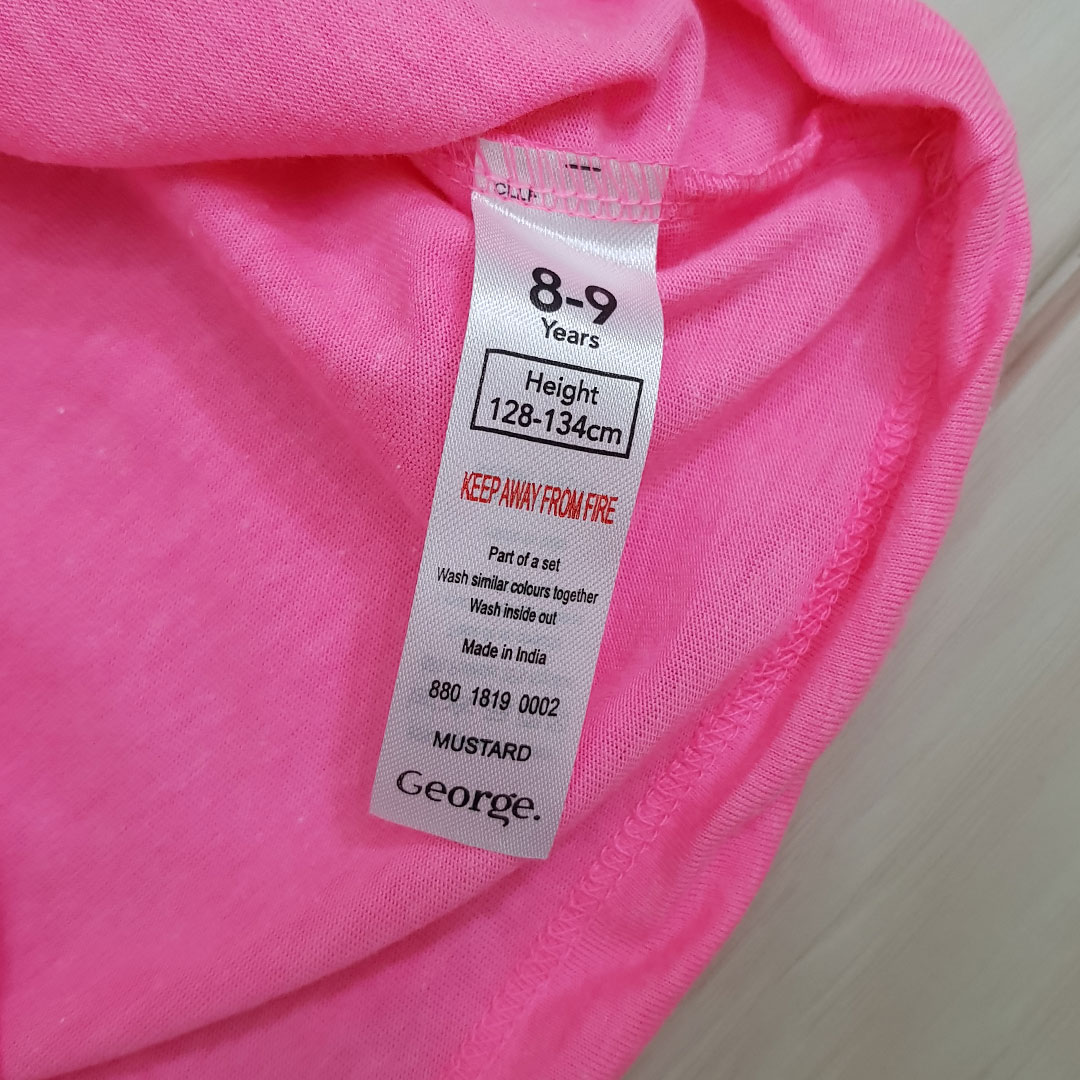 8-9
Years
Height
128-134cm
KEEP AWAY FROM FIRE
Part of a set
Wash similar colours together
Wash inside out
Made in India
880 1819 0002
MUSTARD
George.